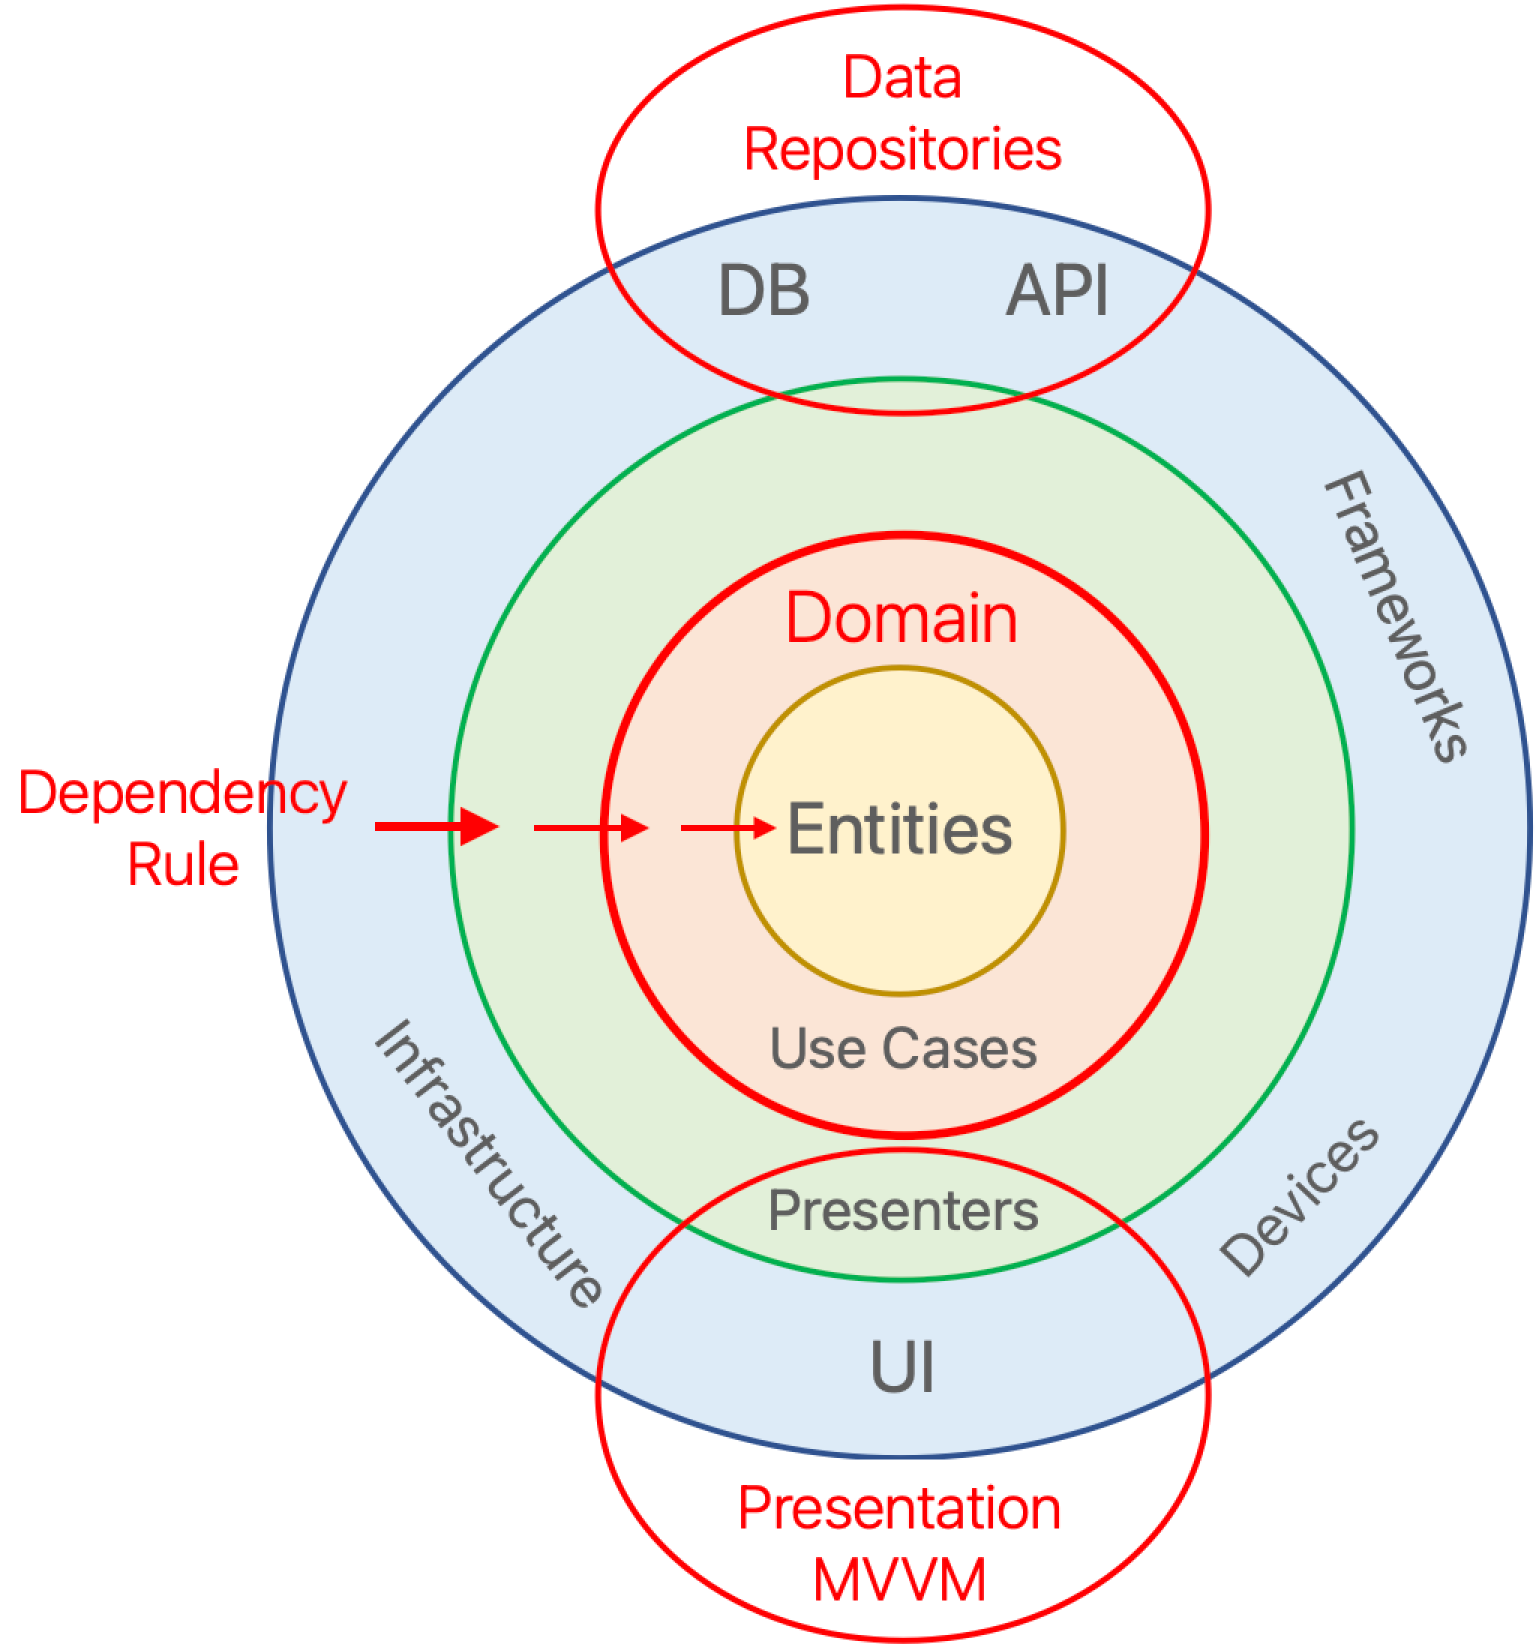 Data
Repositories
DB
API
Frameworks
Domain
Dependency
Rule
Entities
Use Cases
Infrastructure
Devices
Presenters
UI
Presentation
MVVM